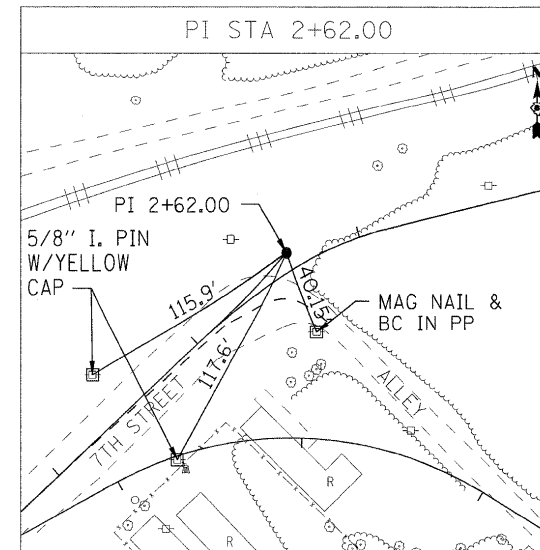 PI STA 2+62.00
N
PI 2+62.00
5/8" I. PIN
W/YELLOW
CAP
115.9'
40.15'
117.6'
MAG NAIL &
BC IN PP
7TH STREET
ALLEY
R
R